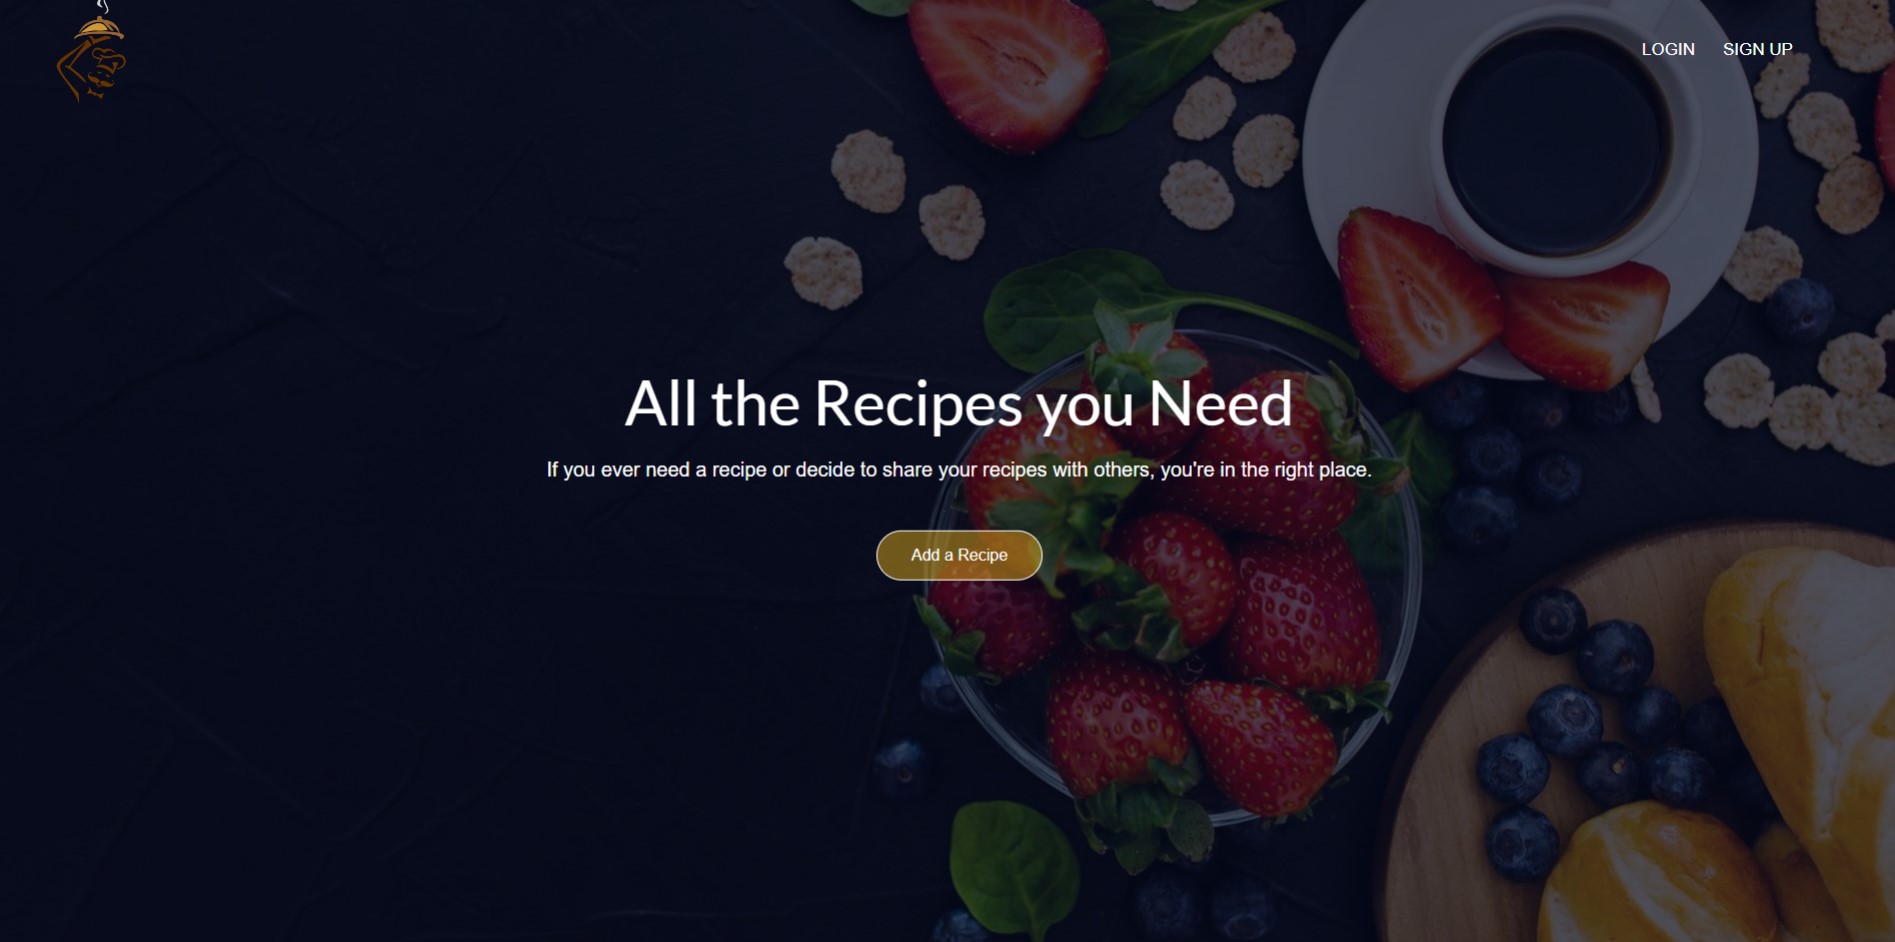 LOGIN SIGN UP
All the Recipes you Need
If you ever need a recipe or decide to share your recipes with others, you're in the right place.
Add a Recipe